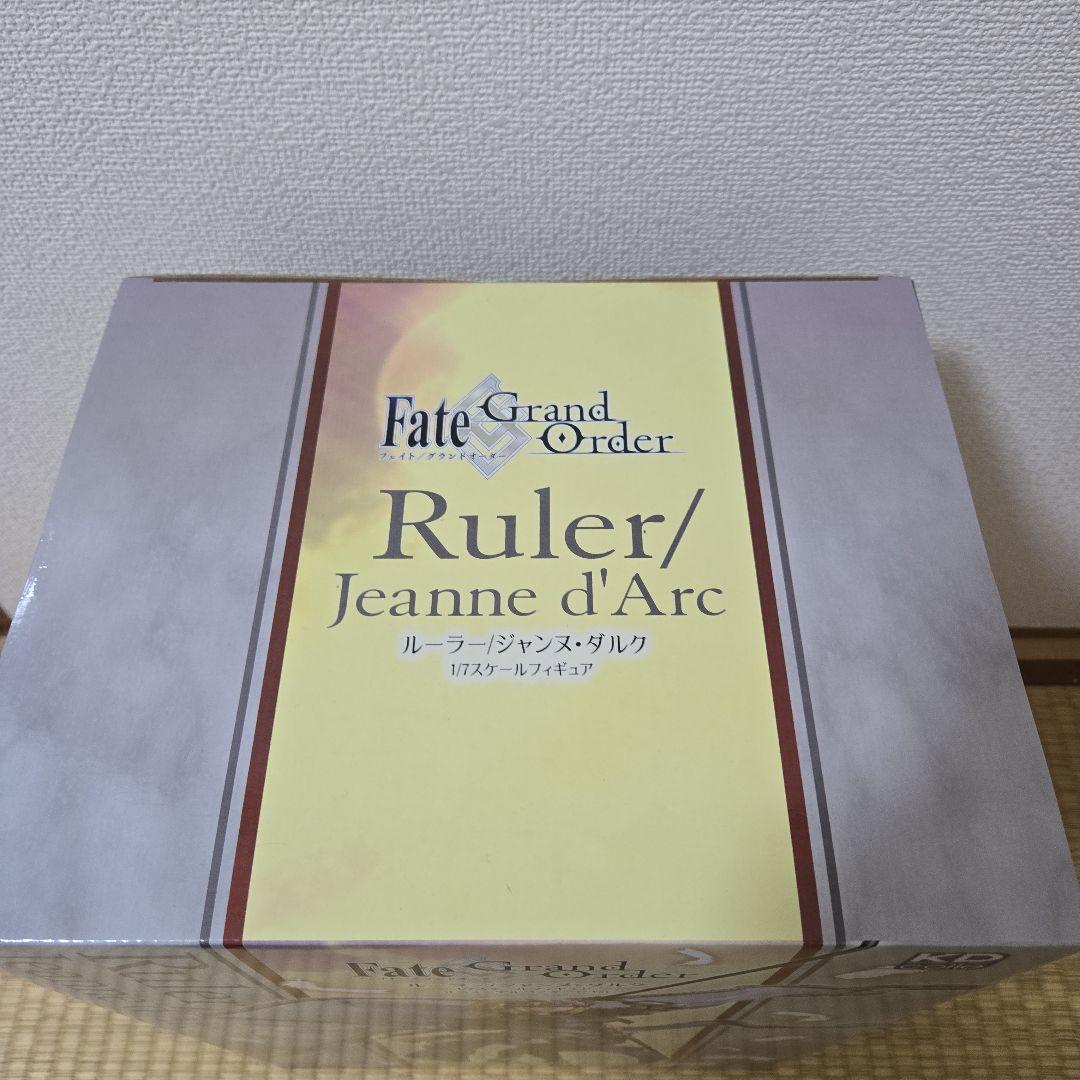 Fate Grand Order
フェイト/グランドオーダー
Ruler/
Jeanne d'Arc
ルーラー/ジャンヌ・ダルク
1/7スケールフィギュア
Fate Grand Order
KD